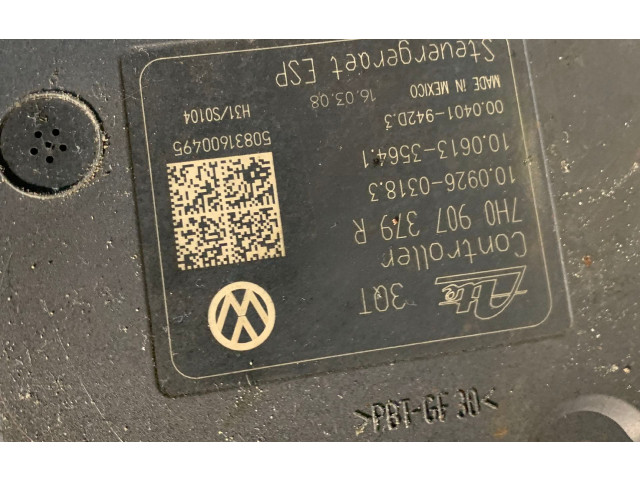 Ate 3QT
Controller
7H0 907 379 R
10.0926-0318.3
10.0613-3564.1
00.0401-942D.3
MADE IN MEXICO 16.03.08
Steuergeraet ESP
50831600495
H31/S0104
>PBT-GF 30<